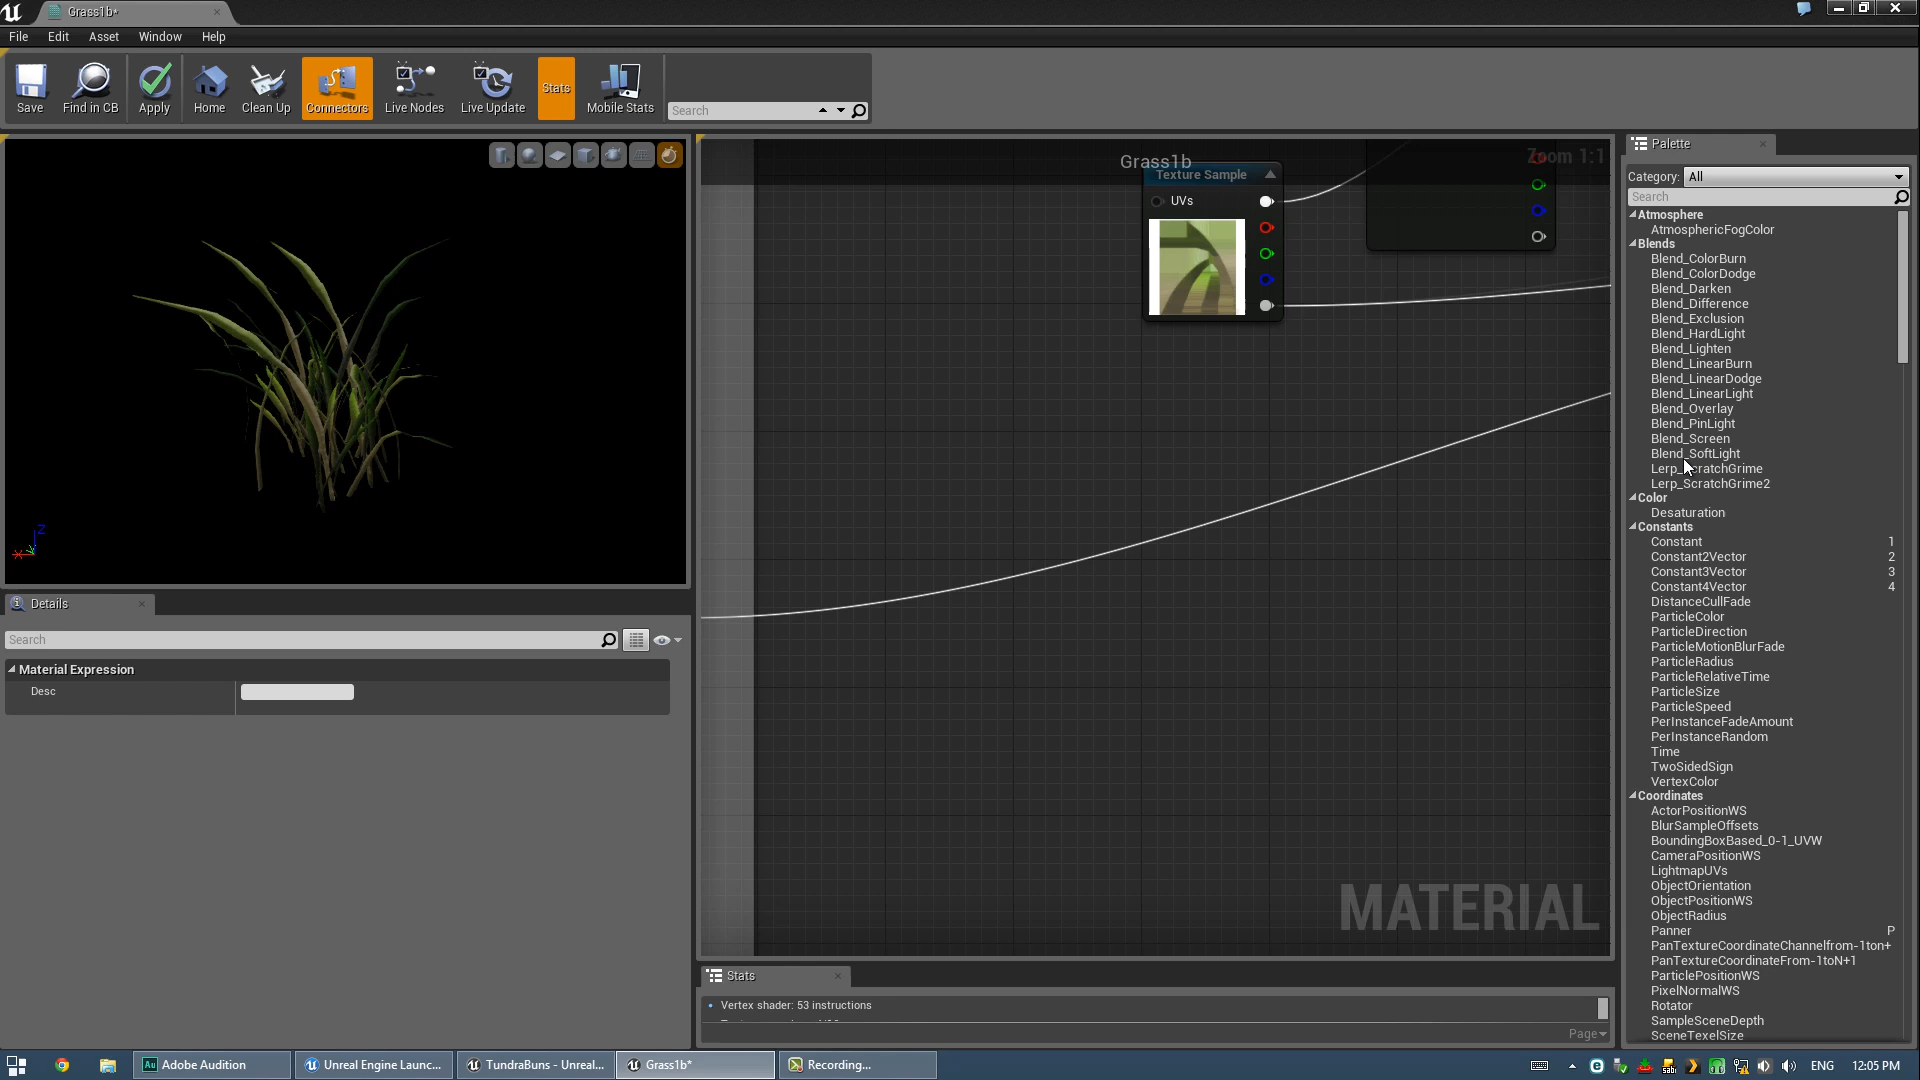 Grass1b*
File Edit Asset Window Help
Save Find in CB Apply Home Clean Up Connectors Live Nodes Live Update Stats Mobile Stats
Search
Grass1b
Zoom 1:1
Texture Sample
UVs
MATERIAL
Z
X
Details
Search
Material Expression
Desc
Stats
Vertex shader: 53 instructions
Page
Palette
Category: All
Search
Atmosphere
AtmosphericFogColor
Blends
Blend_ColorBurn
Blend_ColorDodge
Blend_Darken
Blend_Difference
Blend_Exclusion
Blend_HardLight
Blend_Lighten
Blend_LinearBurn
Blend_LinearDodge
Blend_LinearLight
Blend_Overlay
Blend_PinLight
Blend_Screen
Blend_SoftLight
Lerp_ScratchGrime
Lerp_ScratchGrime2
Color
Desaturation
Constants
Constant 1
Constant2Vector 2
Constant3Vector 3
Constant4Vector 4
DistanceCullFade
ParticleColor
ParticleDirection
ParticleMotionBlurFade
ParticleRadius
ParticleRelativeTime
ParticleSize
ParticleSpeed
PerInstanceFadeAmount
PerInstanceRandom
Time
TwoSidedSign
VertexColor
Coordinates
ActorPositionWS
BlurSampleOffsets
BoundingBoxBased_0-1_UVW
CameraPositionWS
LightmapUVs
ObjectOrientation
ObjectPositionWS
ObjectRadius
Panner P
PanTextureCoordinateChannelfrom-1ton+
PanTextureCoordinateFrom-1toN+1
ParticlePositionWS
PixelNormalWS
Rotator
SampleSceneDepth
SceneTexelSize
Adobe Audition Unreal Engine Launc... TundraBuns - Unreal... Grass1b* Recording... ENG 12:05 PM